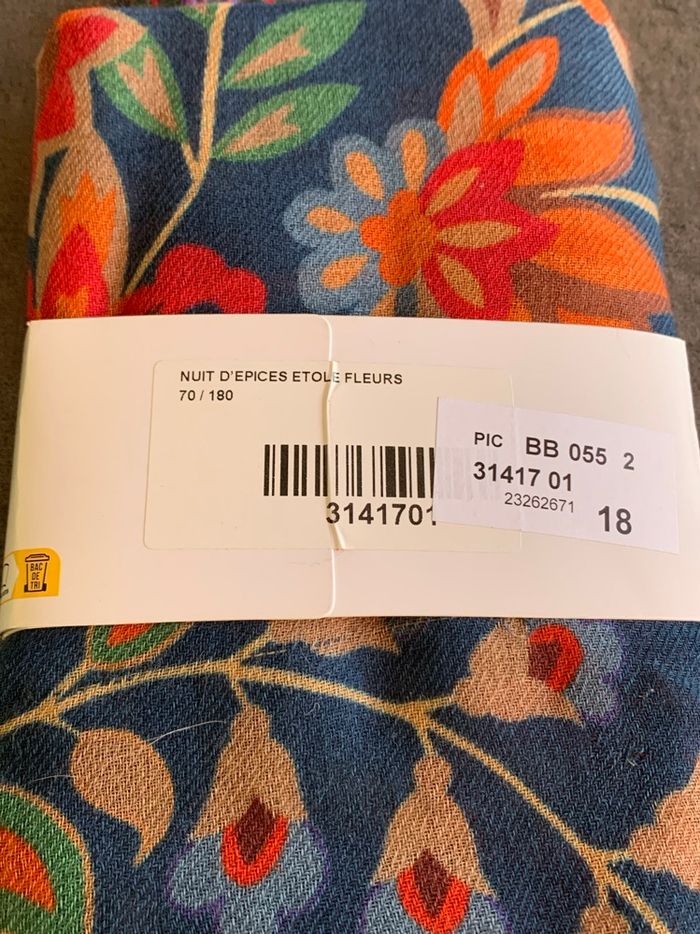 NUIT D'EPICES ETOLE FLEURS
70 / 180
3141701
PIC BB 055 2
31417 01
23262671
18
BAC
DE
TRI